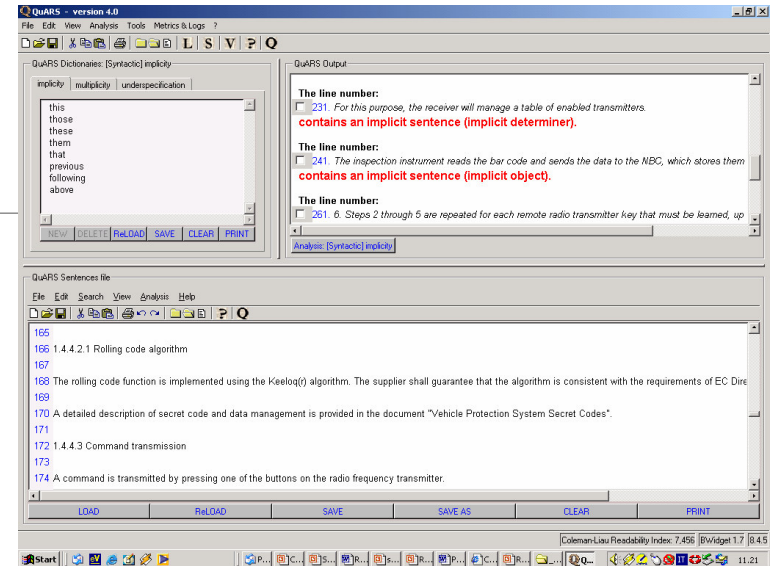 QuARS - version 4.0
File Edit View Analysis Tools Metrics & Logs ?
L S V ? Q
QuARS Dictionaries: [Syntactic] implicity
implicity multiplicity underspecification
this
those
these
them
that
previous
following
above
NEW DELETE ReLOAD SAVE CLEAR PRINT
QuARS Output
The line number:
231. For this purpose, the receiver will manage a table of enabled transmitters.
contains an implicit sentence (implicit determiner).
The line number:
241. The inspection instrument reads the bar code and sends the data to the NBC, which stores them
contains an implicit sentence (implicit object).
The line number:
261. 6. Steps 2 through 5 are repeated for each remote radio transmitter key that must be learned, up
Analysis: [Syntactic] implicity
QuARS Sentences file
File Edit Search View Analysis Help
? Q
165
166 1.4.4.2.1 Rolling code algorithm
167
168 The rolling code function is implemented using the Keeloq(r) algorithm. The supplier shall guarantee that the algorithm is consistent with the requirements of EC Dire
169
170 A detailed description of secret code and data management is provided in the document "Vehicle Protection System Secret Codes".
171
172 1.4.4.3 Command transmission
173
174 A command is transmitted by pressing one of the buttons on the radio frequency transmitter.
LOAD ReLOAD SAVE SAVE AS CLEAR PRINT
Coleman-Liau Readability Index: 7,456 BWidget 1.7 8.4.5
Start P... C... S... R... s... R... P... C... R... _... Q... 11.21